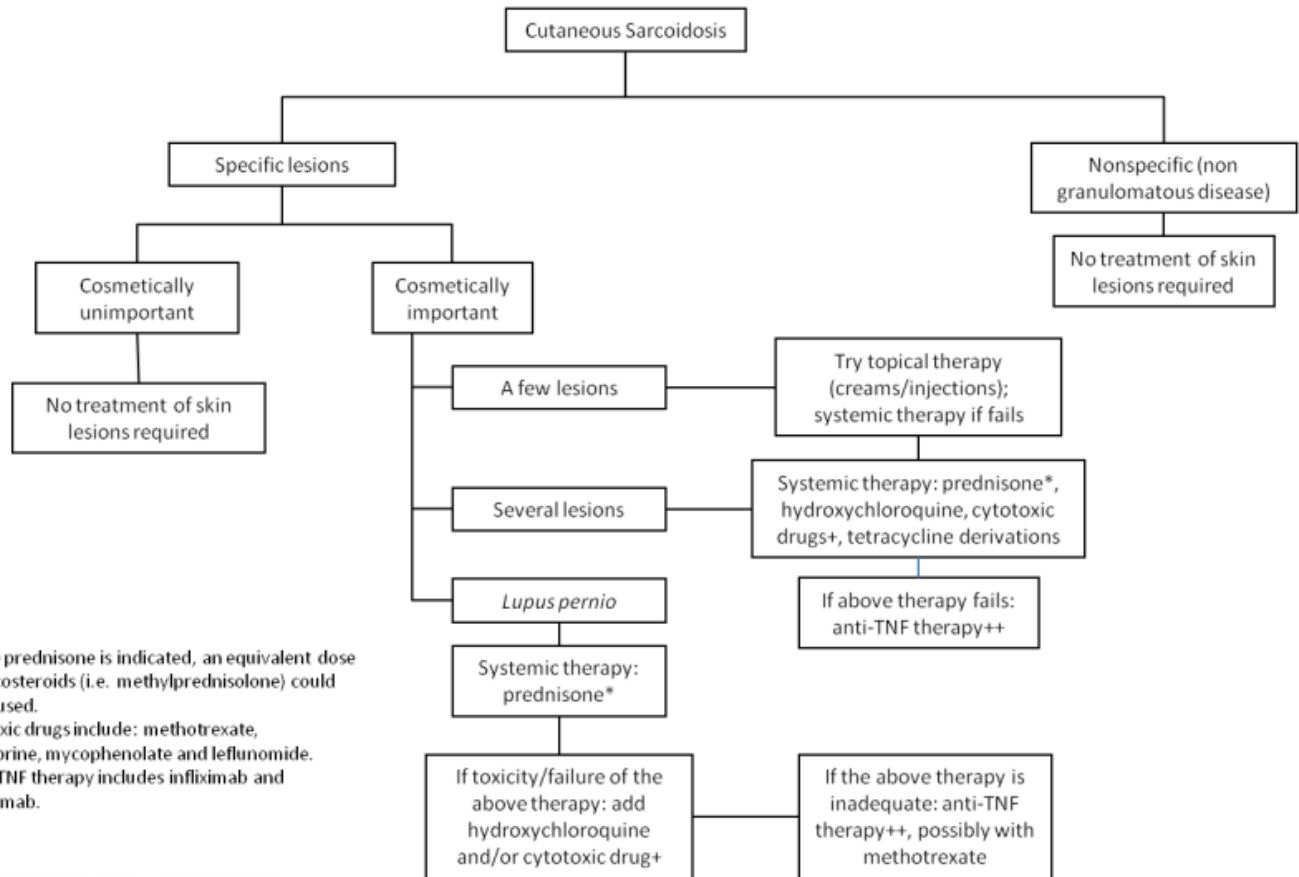 Cutaneous Sarcoidosis
Specific lesions
Nonspecific (non
granulomatous disease)
No treatment of skin
lesions required
Cosmetically
unimportant
Cosmetically
important
No treatment of skin
lesions required
A few lesions
Try topical therapy
(creams/injections);
systemic therapy if fails
Several lesions
Systemic therapy: prednisone*,
hydroxychloroquine, cytotoxic
drugs+, tetracycline derivations
If above therapy fails:
anti-TNF therapy++
Lupus pernio
Systemic therapy:
prednisone*
If toxicity/failure of the
above therapy: add
hydroxychloroquine
and/or cytotoxic drug+
If the above therapy is
inadequate: anti-TNF
therapy++, possibly with
methotrexate
prednisone is indicated, an equivalent dose
(i.e. methylprednisolone) could
used.
drugs include: methotrexate,
mycophenolate and leflunomide.
TNF therapy includes infliximab and